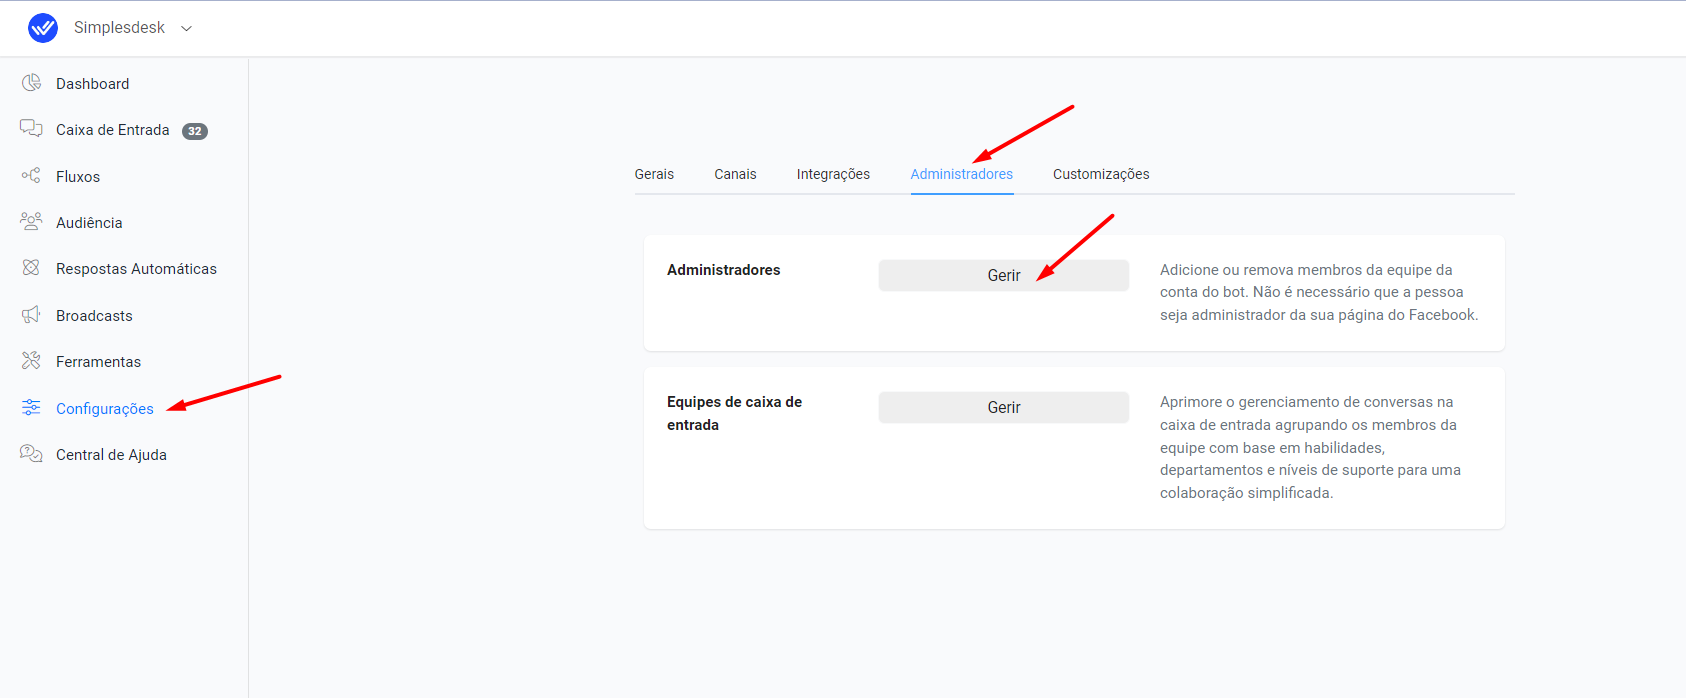 Simplesdesk
Dashboard
Caixa de Entrada 32
Fluxos
Audiência
Respostas Automáticas
Broadcasts
Ferramentas
Configurações
Central de Ajuda
Gerais Canais Integrações Administradores Customizações
Administradores
Gerir
Adicione ou remova membros da equipe da
conta do bot. Não é necessário que a pessoa
seja administrador da sua página do Facebook.
Equipes de caixa de
entrada
Gerir
Aprimore o gerenciamento de conversas na
caixa de entrada agrupando os membros da
equipe com base em habilidades,
departamentos e níveis de suporte para uma
colaboração simplificada.